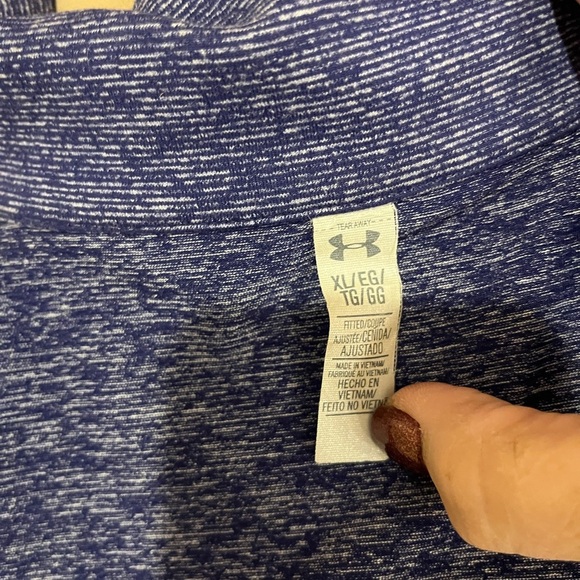 TEAR AWAY
XL/EG/
TG/GG
FITTED/COUPE
AJUSTÉE/CEÑIDA/
AJUSTADO
MADE IN VIETNAM/
FABRIQUÉ AU VIETNAM/
HECHO EN
VIETNAM/
FEITO NO